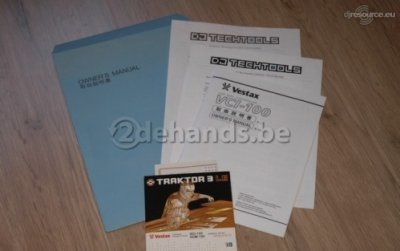 djresource.eu
OWNER'S MANUAL
取扱説明書
DJ TECHTOOLS
DJ TECHTOOLS
Vestax
VCI-100
取扱説明書
OWNER'S MANUAL
2dehands.be
TRAKTOR 3 LE
Vestax